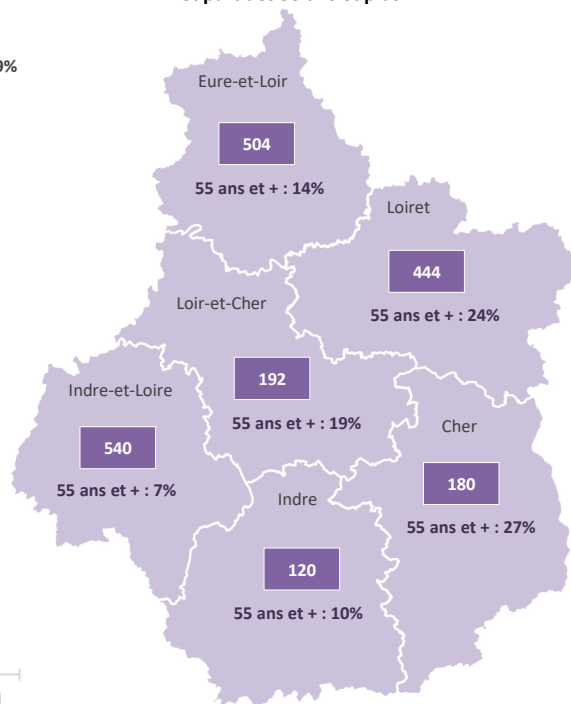 9%
Eure-et-Loir
504
55 ans et + : 14%
Loiret
444
55 ans et + : 24%
Loir-et-Cher
192
55 ans et + : 19%
Indre-et-Loire
540
55 ans et + : 7%
Cher
180
55 ans et + : 27%
Indre
120
55 ans et + : 10%